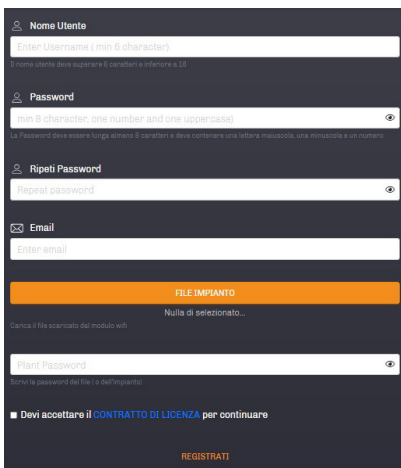 Nome Utente
Enter Username ( min 6 character)
Il nome utente deve superare 6 caratteri e inferiore a 16
Password
min 8 character, one number and one uppercase)
La Password deve essere lunga almeno 8 caratteri e deve contenere una lettera maiuscola, una minuscola e un numero
Ripeti Password
Repeat password
Email
Enter email
FILE IMPIANTO
Nulla di selezionato...
Carica il file scaricato dal modulo wifi
Plant Password
Scrivi la password del file ( o dell'impianto)
Devi accettare il CONTRATTO DI LICENZA per continuare
REGISTRATI